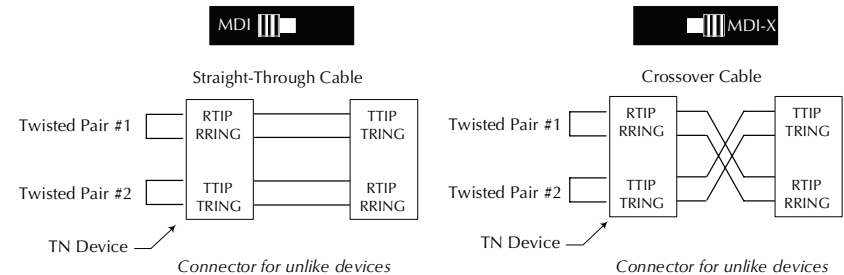 MDI
Straight-Through Cable
Twisted Pair #1
RTIP
RRING
TTIP
TRING
Twisted Pair #2
TTIP
TRING
RTIP
RRING
TN Device
Connector for unlike devices
MDI-X
Crossover Cable
Twisted Pair #1
RTIP
RRING
TTIP
TRING
Twisted Pair #2
TTIP
TRING
RTIP
RRING
TN Device
Connector for unlike devices